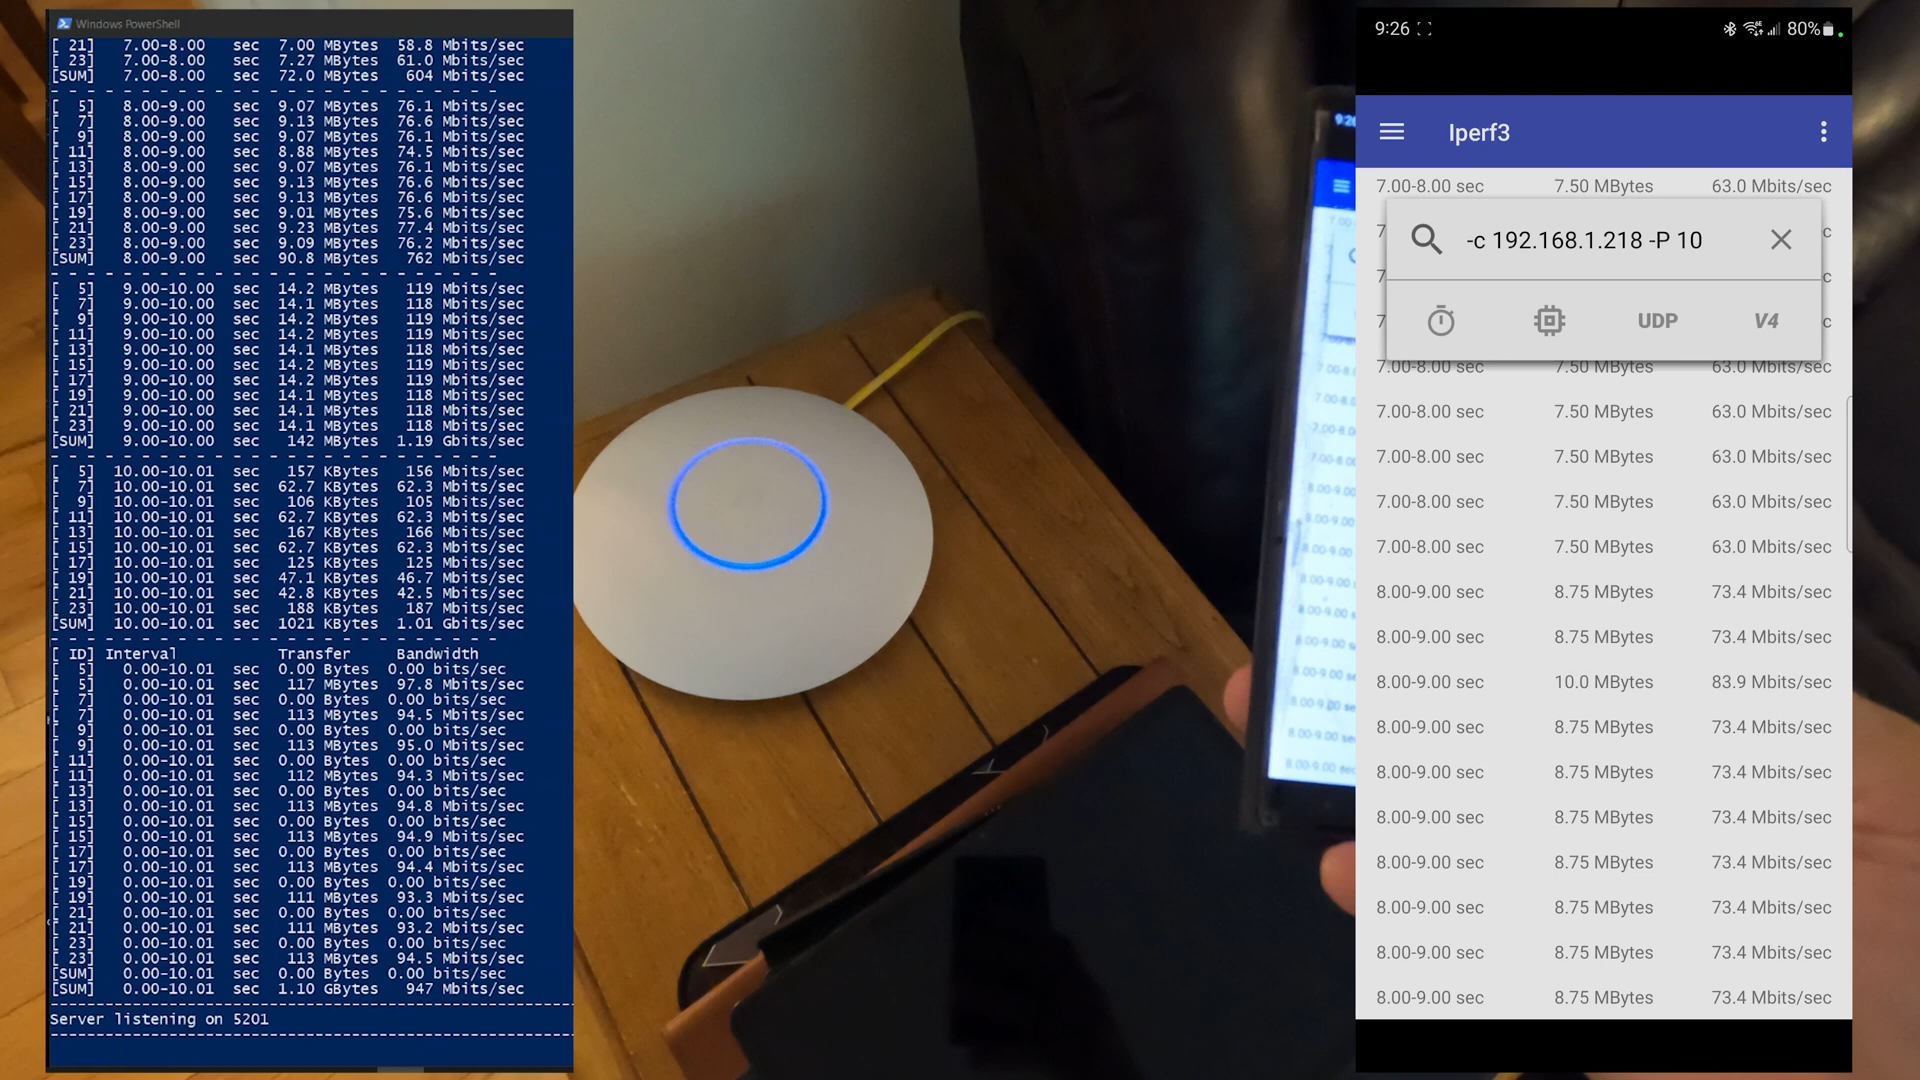 Windows PowerShell
[ 21] 7.00-8.00 sec 7.00 MBytes 58.8 Mbits/sec
[ 23] 7.00-8.00 sec 7.27 MBytes 61.0 Mbits/sec
[SUM] 7.00-8.00 sec 72.0 MBytes 604 Mbits/sec
- - - - - - - - - - - - - - - - - - - - - - - - -
[ 5] 8.00-9.00 sec 9.07 MBytes 76.1 Mbits/sec
[ 7] 8.00-9.00 sec 9.13 MBytes 76.6 Mbits/sec
[ 9] 8.00-9.00 sec 9.07 MBytes 76.1 Mbits/sec
[ 11] 8.00-9.00 sec 8.88 MBytes 74.5 Mbits/sec
[ 13] 8.00-9.00 sec 9.07 MBytes 76.1 Mbits/sec
[ 15] 8.00-9.00 sec 9.13 MBytes 76.6 Mbits/sec
[ 17] 8.00-9.00 sec 9.13 MBytes 76.6 Mbits/sec
[ 19] 8.00-9.00 sec 9.01 MBytes 75.6 Mbits/sec
[ 21] 8.00-9.00 sec 9.23 MBytes 77.4 Mbits/sec
[ 23] 8.00-9.00 sec 9.09 MBytes 76.2 Mbits/sec
[SUM] 8.00-9.00 sec 90.8 MBytes 762 Mbits/sec
- - - - - - - - - - - - - - - - - - - - - - - - -
[ 5] 9.00-10.00 sec 14.2 MBytes 119 Mbits/sec
[ 7] 9.00-10.00 sec 14.1 MBytes 118 Mbits/sec
[ 9] 9.00-10.00 sec 14.2 MBytes 119 Mbits/sec
[ 11] 9.00-10.00 sec 14.2 MBytes 119 Mbits/sec
[ 13] 9.00-10.00 sec 14.1 MBytes 118 Mbits/sec
[ 15] 9.00-10.00 sec 14.2 MBytes 119 Mbits/sec
[ 17] 9.00-10.00 sec 14.2 MBytes 119 Mbits/sec
[ 19] 9.00-10.00 sec 14.1 MBytes 118 Mbits/sec
[ 21] 9.00-10.00 sec 14.1 MBytes 118 Mbits/sec
[ 23] 9.00-10.00 sec 14.1 MBytes 118 Mbits/sec
[SUM] 9.00-10.00 sec 142 MBytes 1.19 Gbits/sec
- - - - - - - - - - - - - - - - - - - - - - - - -
[ 5] 10.00-10.01 sec 157 KBytes 156 Mbits/sec
[ 7] 10.00-10.01 sec 62.7 KBytes 62.3 Mbits/sec
[ 9] 10.00-10.01 sec 106 KBytes 105 Mbits/sec
[ 11] 10.00-10.01 sec 62.7 KBytes 62.3 Mbits/sec
[ 13] 10.00-10.01 sec 167 KBytes 166 Mbits/sec
[ 15] 10.00-10.01 sec 62.7 KBytes 62.3 Mbits/sec
[ 17] 10.00-10.01 sec 125 KBytes 125 Mbits/sec
[ 19] 10.00-10.01 sec 47.1 KBytes 46.7 Mbits/sec
[ 21] 10.00-10.01 sec 42.8 KBytes 42.5 Mbits/sec
[ 23] 10.00-10.01 sec 188 KBytes 187 Mbits/sec
[SUM] 10.00-10.01 sec 1021 KBytes 1.01 Gbits/sec
- - - - - - - - - - - - - - - - - - - - - - - - -
[ ID] Interval Transfer Bandwidth
[ 5] 0.00-10.01 sec 0.00 Bytes 0.00 bits/sec
[ 5] 0.00-10.01 sec 117 MBytes 97.8 Mbits/sec
[ 7] 0.00-10.01 sec 0.00 Bytes 0.00 bits/sec
[ 7] 0.00-10.01 sec 113 MBytes 94.5 Mbits/sec
[ 9] 0.00-10.01 sec 0.00 Bytes 0.00 bits/sec
[ 9] 0.00-10.01 sec 113 MBytes 95.0 Mbits/sec
[ 11] 0.00-10.01 sec 0.00 Bytes 0.00 bits/sec
[ 11] 0.00-10.01 sec 112 MBytes 94.3 Mbits/sec
[ 13] 0.00-10.01 sec 0.00 Bytes 0.00 bits/sec
[ 13] 0.00-10.01 sec 113 MBytes 94.8 Mbits/sec
[ 15] 0.00-10.01 sec 0.00 Bytes 0.00 bits/sec
[ 15] 0.00-10.01 sec 113 MBytes 94.9 Mbits/sec
[ 17] 0.00-10.01 sec 0.00 Bytes 0.00 bits/sec
[ 17] 0.00-10.01 sec 113 MBytes 94.4 Mbits/sec
[ 19] 0.00-10.01 sec 0.00 Bytes 0.00 bits/sec
[ 19] 0.00-10.01 sec 111 MBytes 93.3 Mbits/sec
[ 21] 0.00-10.01 sec 0.00 Bytes 0.00 bits/sec
[ 21] 0.00-10.01 sec 111 MBytes 93.2 Mbits/sec
[ 23] 0.00-10.01 sec 0.00 Bytes 0.00 bits/sec
[ 23] 0.00-10.01 sec 113 MBytes 94.5 Mbits/sec
[SUM] 0.00-10.01 sec 0.00 Bytes 0.00 bits/sec
[SUM] 0.00-10.01 sec 1.10 GBytes 947 Mbits/sec
-----------------------------------------------------------
Server listening on 5201
-----------------------------------------------------------
8.00-9.00
8.00-9.00
8.00-9.00 sec
8.00-9.00 sec
9:26 80%
Iperf3
7.00-8.00 sec 7.50 MBytes 63.0 Mbits/sec
-c 192.168.1.218 -P 10
UDP V4
7.00-8.00 sec 7.50 MBytes 63.0 Mbits/sec
7.00-8.00 sec 7.50 MBytes 63.0 Mbits/sec
7.00-8.00 sec 7.50 MBytes 63.0 Mbits/sec
7.00-8.00 sec 7.50 MBytes 63.0 Mbits/sec
7.00-8.00 sec 7.50 MBytes 63.0 Mbits/sec
8.00-9.00 sec 8.75 MBytes 73.4 Mbits/sec
8.00-9.00 sec 8.75 MBytes 73.4 Mbits/sec
8.00-9.00 sec 10.0 MBytes 83.9 Mbits/sec
8.00-9.00 sec 8.75 MBytes 73.4 Mbits/sec
8.00-9.00 sec 8.75 MBytes 73.4 Mbits/sec
8.00-9.00 sec 8.75 MBytes 73.4 Mbits/sec
8.00-9.00 sec 8.75 MBytes 73.4 Mbits/sec
8.00-9.00 sec 8.75 MBytes 73.4 Mbits/sec
8.00-9.00 sec 8.75 MBytes 73.4 Mbits/sec
8.00-9.00 sec 8.75 MBytes 73.4 Mbits/sec